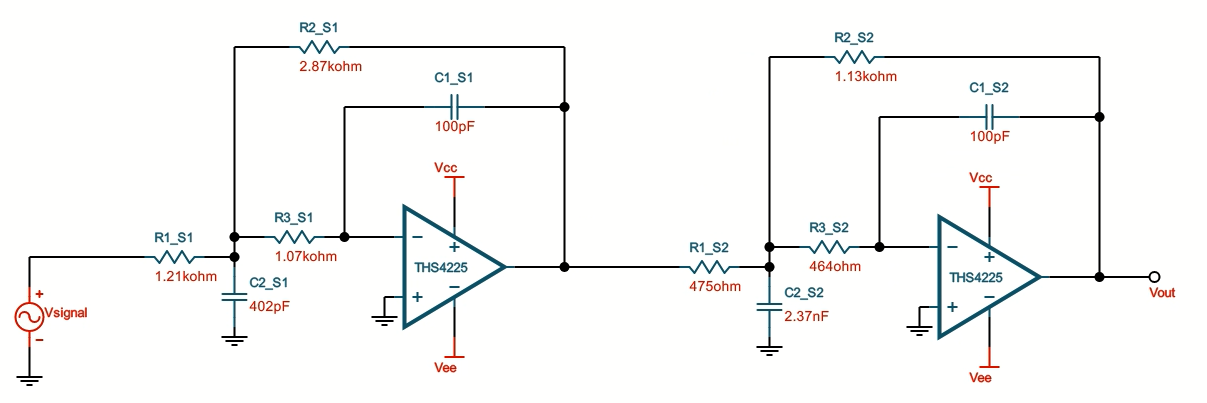 R2_S1
2.87kohm
C1_S1
100pF
Vcc
R1_S1
1.21kohm
R3_S1
1.07kohm
C2_S1
402pF
THS4225
Vsignal
Vee
R2_S2
1.13kohm
C1_S2
100pF
Vcc
R1_S2
475ohm
R3_S2
464ohm
C2_S2
2.37nF
THS4225
Vout
Vee